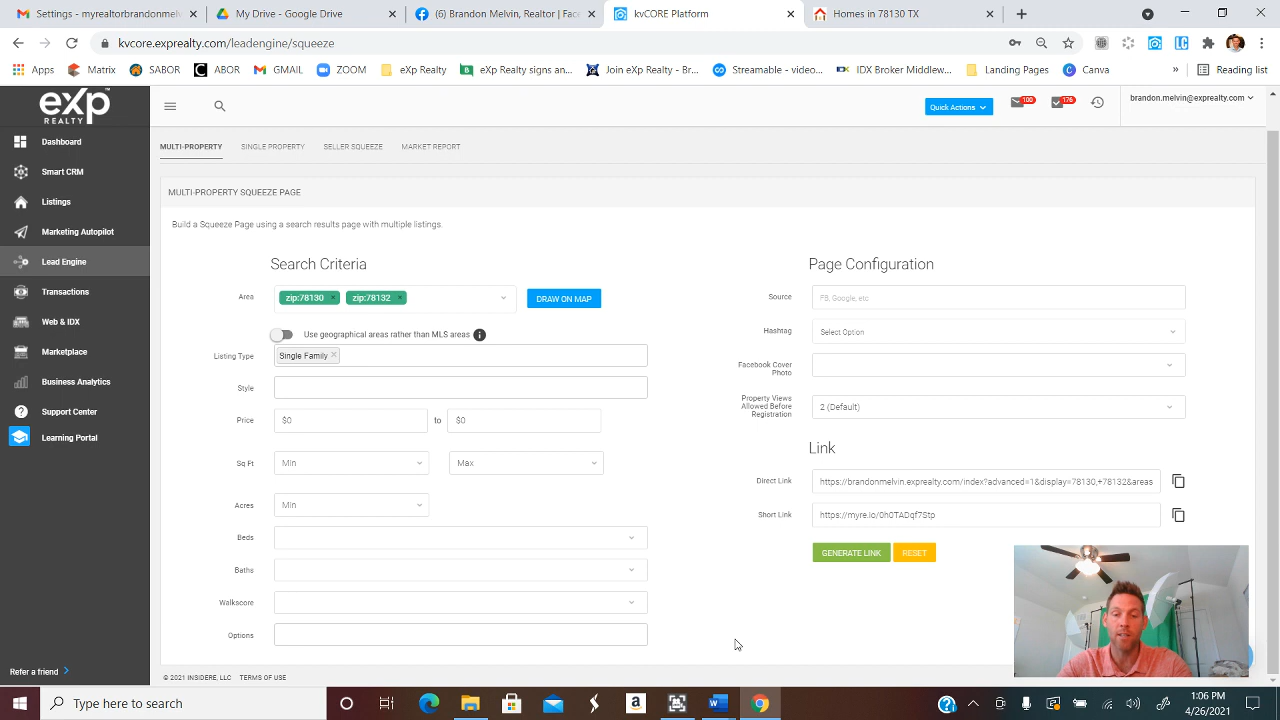 brandonmelvin.exprealty.com
(6) Brandon Melvin, Realtor | Fac
kvCORE Platform
Homes in 78130 TX
kvcore.exprealty.com/leadengine/squeeze
Apps Matrix SABOR ABOR GMAIL ZOOM eXp Realty eXp Realty signs an... Join eXp Realty - Br... Streamable - video... IDX Broker Middlew... Landing Pages Canva » Reading list
eXp
REALTY
Quick Actions
100
176
brandon.melvin@exprealty.com
Dashboard
Smart CRM
Listings
Marketing Autopilot
Lead Engine
Transactions
Web & IDX
Marketplace
Business Analytics
Support Center
Learning Portal
Refer a friend
MULTI-PROPERTY SINGLE PROPERTY SELLER SQUEEZE MARKET REPORT
MULTI-PROPERTY SQUEEZE PAGE
Build a Squeeze Page using a search results page with multiple listings.
Search Criteria
Area zip:78130 × zip:78132 × DRAW ON MAP
Use geographical areas rather than MLS areas
Listing Type Single Family ×
Style
Price $0 to $0
Sq Ft Min Max
Acres Min
Beds
Baths
Walkscore
Options
Page Configuration
Source FB, Google, etc
Hashtag Select Option
Facebook Cover
Photo
Property Views
Allowed Before
Registration
2 (Default)
Link
Direct Link https://brandonmelvin.exprealty.com/index?advanced=1&display=78130,+78132&areas
Short Link https://myre.io/0h0TADqf7Stp
GENERATE LINK RESET
© 2021 INSIDERE, LLC TERMS OF USE
Type here to search
1:06 PM
4/26/2021